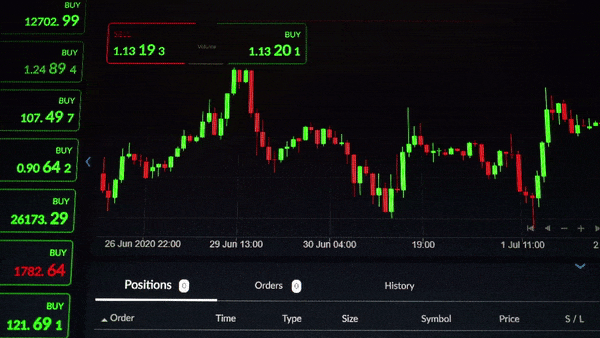 BUY
12702. 99
BUY
1.24 89 4
BUY
107. 49 7
BUY
0.90 64 2
BUY
26173. 29
BUY
1782. 64
BUY
121. 69 1
SELL
1.13 19 3
Volume
BUY
1.13 20 1
26 Jun 2020 22:00
29 Jun 13:00
30 Jun 04:00
19:00
1 Jul 11:00
2
Positions 0
Orders 0
History
Order Time Type Size Symbol Price S / L